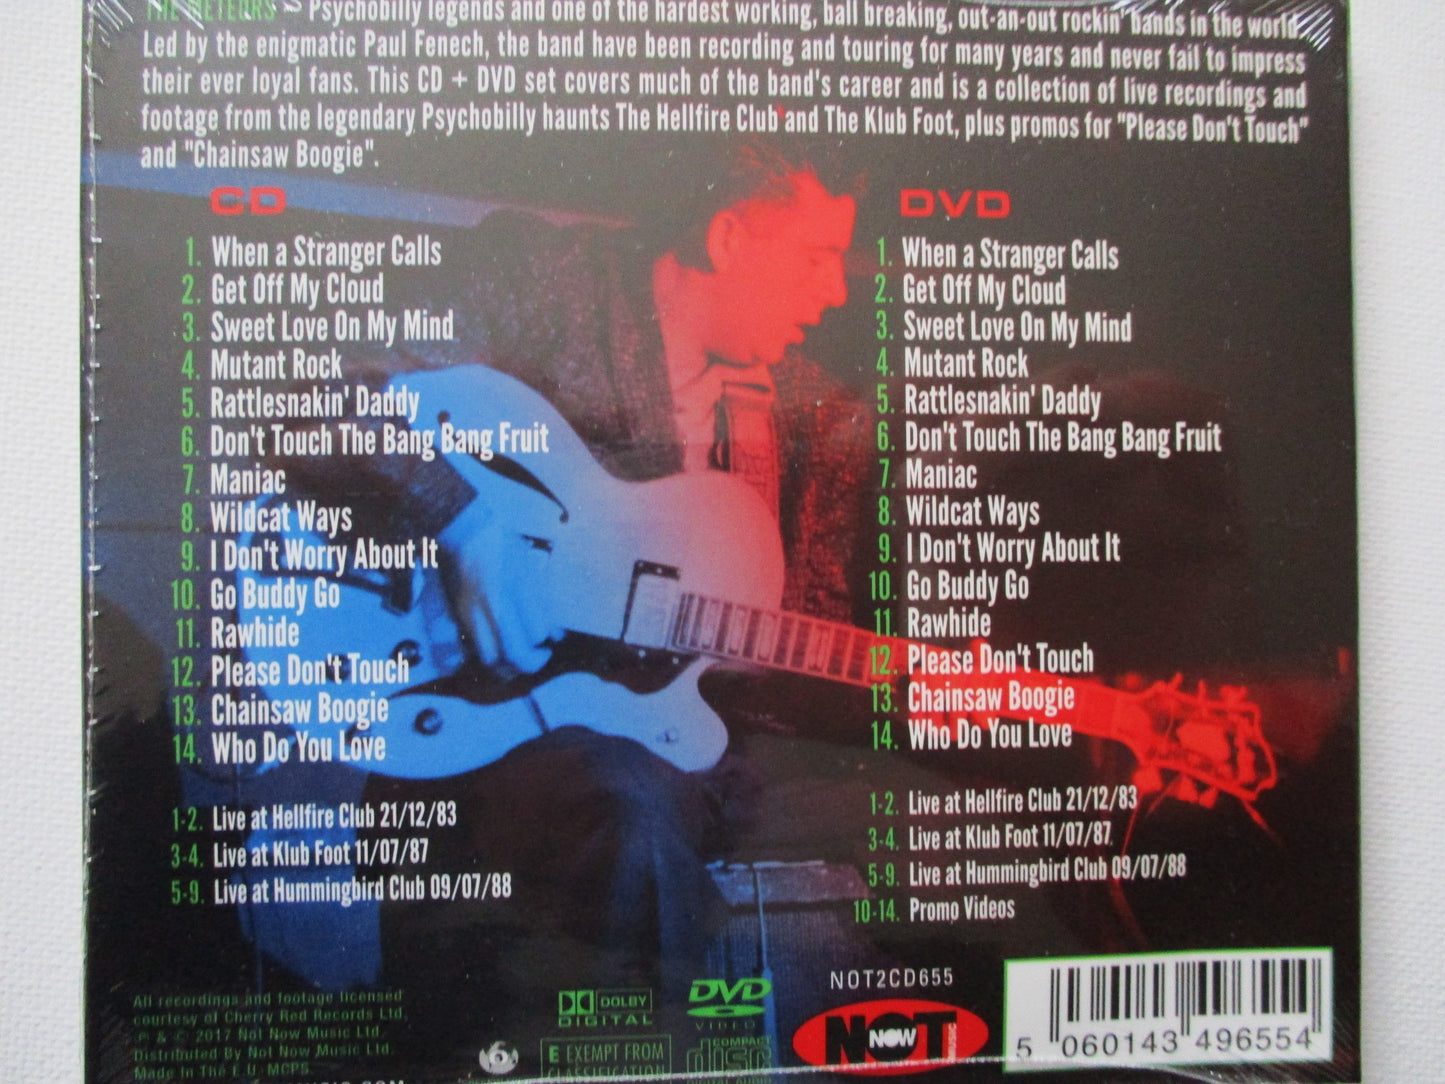 THE METEORS - Psychobilly legends and one of the hardest working, ball breaking, out-an-out rockin' bands in the world.
Led by the enigmatic Paul Fenech, the band have been recording and touring for many years and never fail to impress
their ever loyal fans. This CD + DVD set covers much of the band's career and is a collection of live recordings and
footage from the legendary Psychobilly haunts The Hellfire Club and The Klub Foot, plus promos for "Please Don't Touch"
and "Chainsaw Boogie".
CD
1. When a Stranger Calls
2. Get Off My Cloud
3. Sweet Love On My Mind
4. Mutant Rock
5. Rattlesnakin' Daddy
6. Don't Touch The Bang Bang Fruit
7. Maniac
8. Wildcat Ways
9. I Don't Worry About It
10. Go Buddy Go
11. Rawhide
12. Please Don't Touch
13. Chainsaw Boogie
14. Who Do You Love
1-2. Live at Hellfire Club 21/12/83
3-4. Live at Klub Foot 11/07/87
5-9. Live at Hummingbird Club 09/07/88
DVD
1. When a Stranger Calls
2. Get Off My Cloud
3. Sweet Love On My Mind
4. Mutant Rock
5. Rattlesnakin' Daddy
6. Don't Touch The Bang Bang Fruit
7. Maniac
8. Wildcat Ways
9. I Don't Worry About It
10. Go Buddy Go
11. Rawhide
12. Please Don't Touch
13. Chainsaw Boogie
14. Who Do You Love
1-2. Live at Hellfire Club 21/12/83
3-4. Live at Klub Foot 11/07/87
5-9. Live at Hummingbird Club 09/07/88
10-14. Promo Videos
All recordings and footage licensed
courtesy of Cherry Red Records Ltd.
℗ & © 2017 Not Now Music Ltd.
Distributed By Not Now Music Ltd.
Made In The E.U. MCPS.
DOLBY
DIGITAL
E EXEMPT FROM
CLASSIFICATION
DVD
VIDEO
COMPACT
disc
NOT2CD655
NOT NOW MUSIC
5 060143 496554